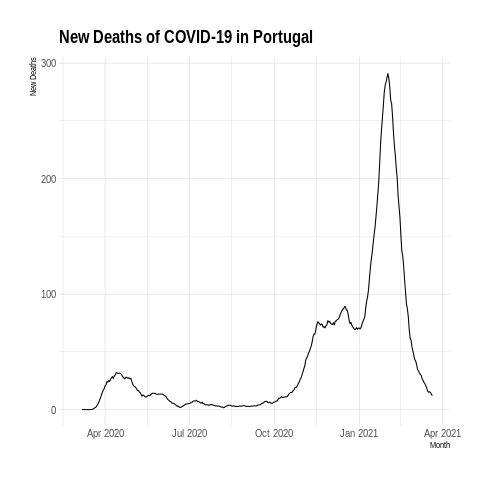 New Deaths of COVID-19 in Portugal
New Deaths
300
200
100
0
Apr 2020
Jul 2020
Oct 2020
Jan 2021
Apr 2021
Month